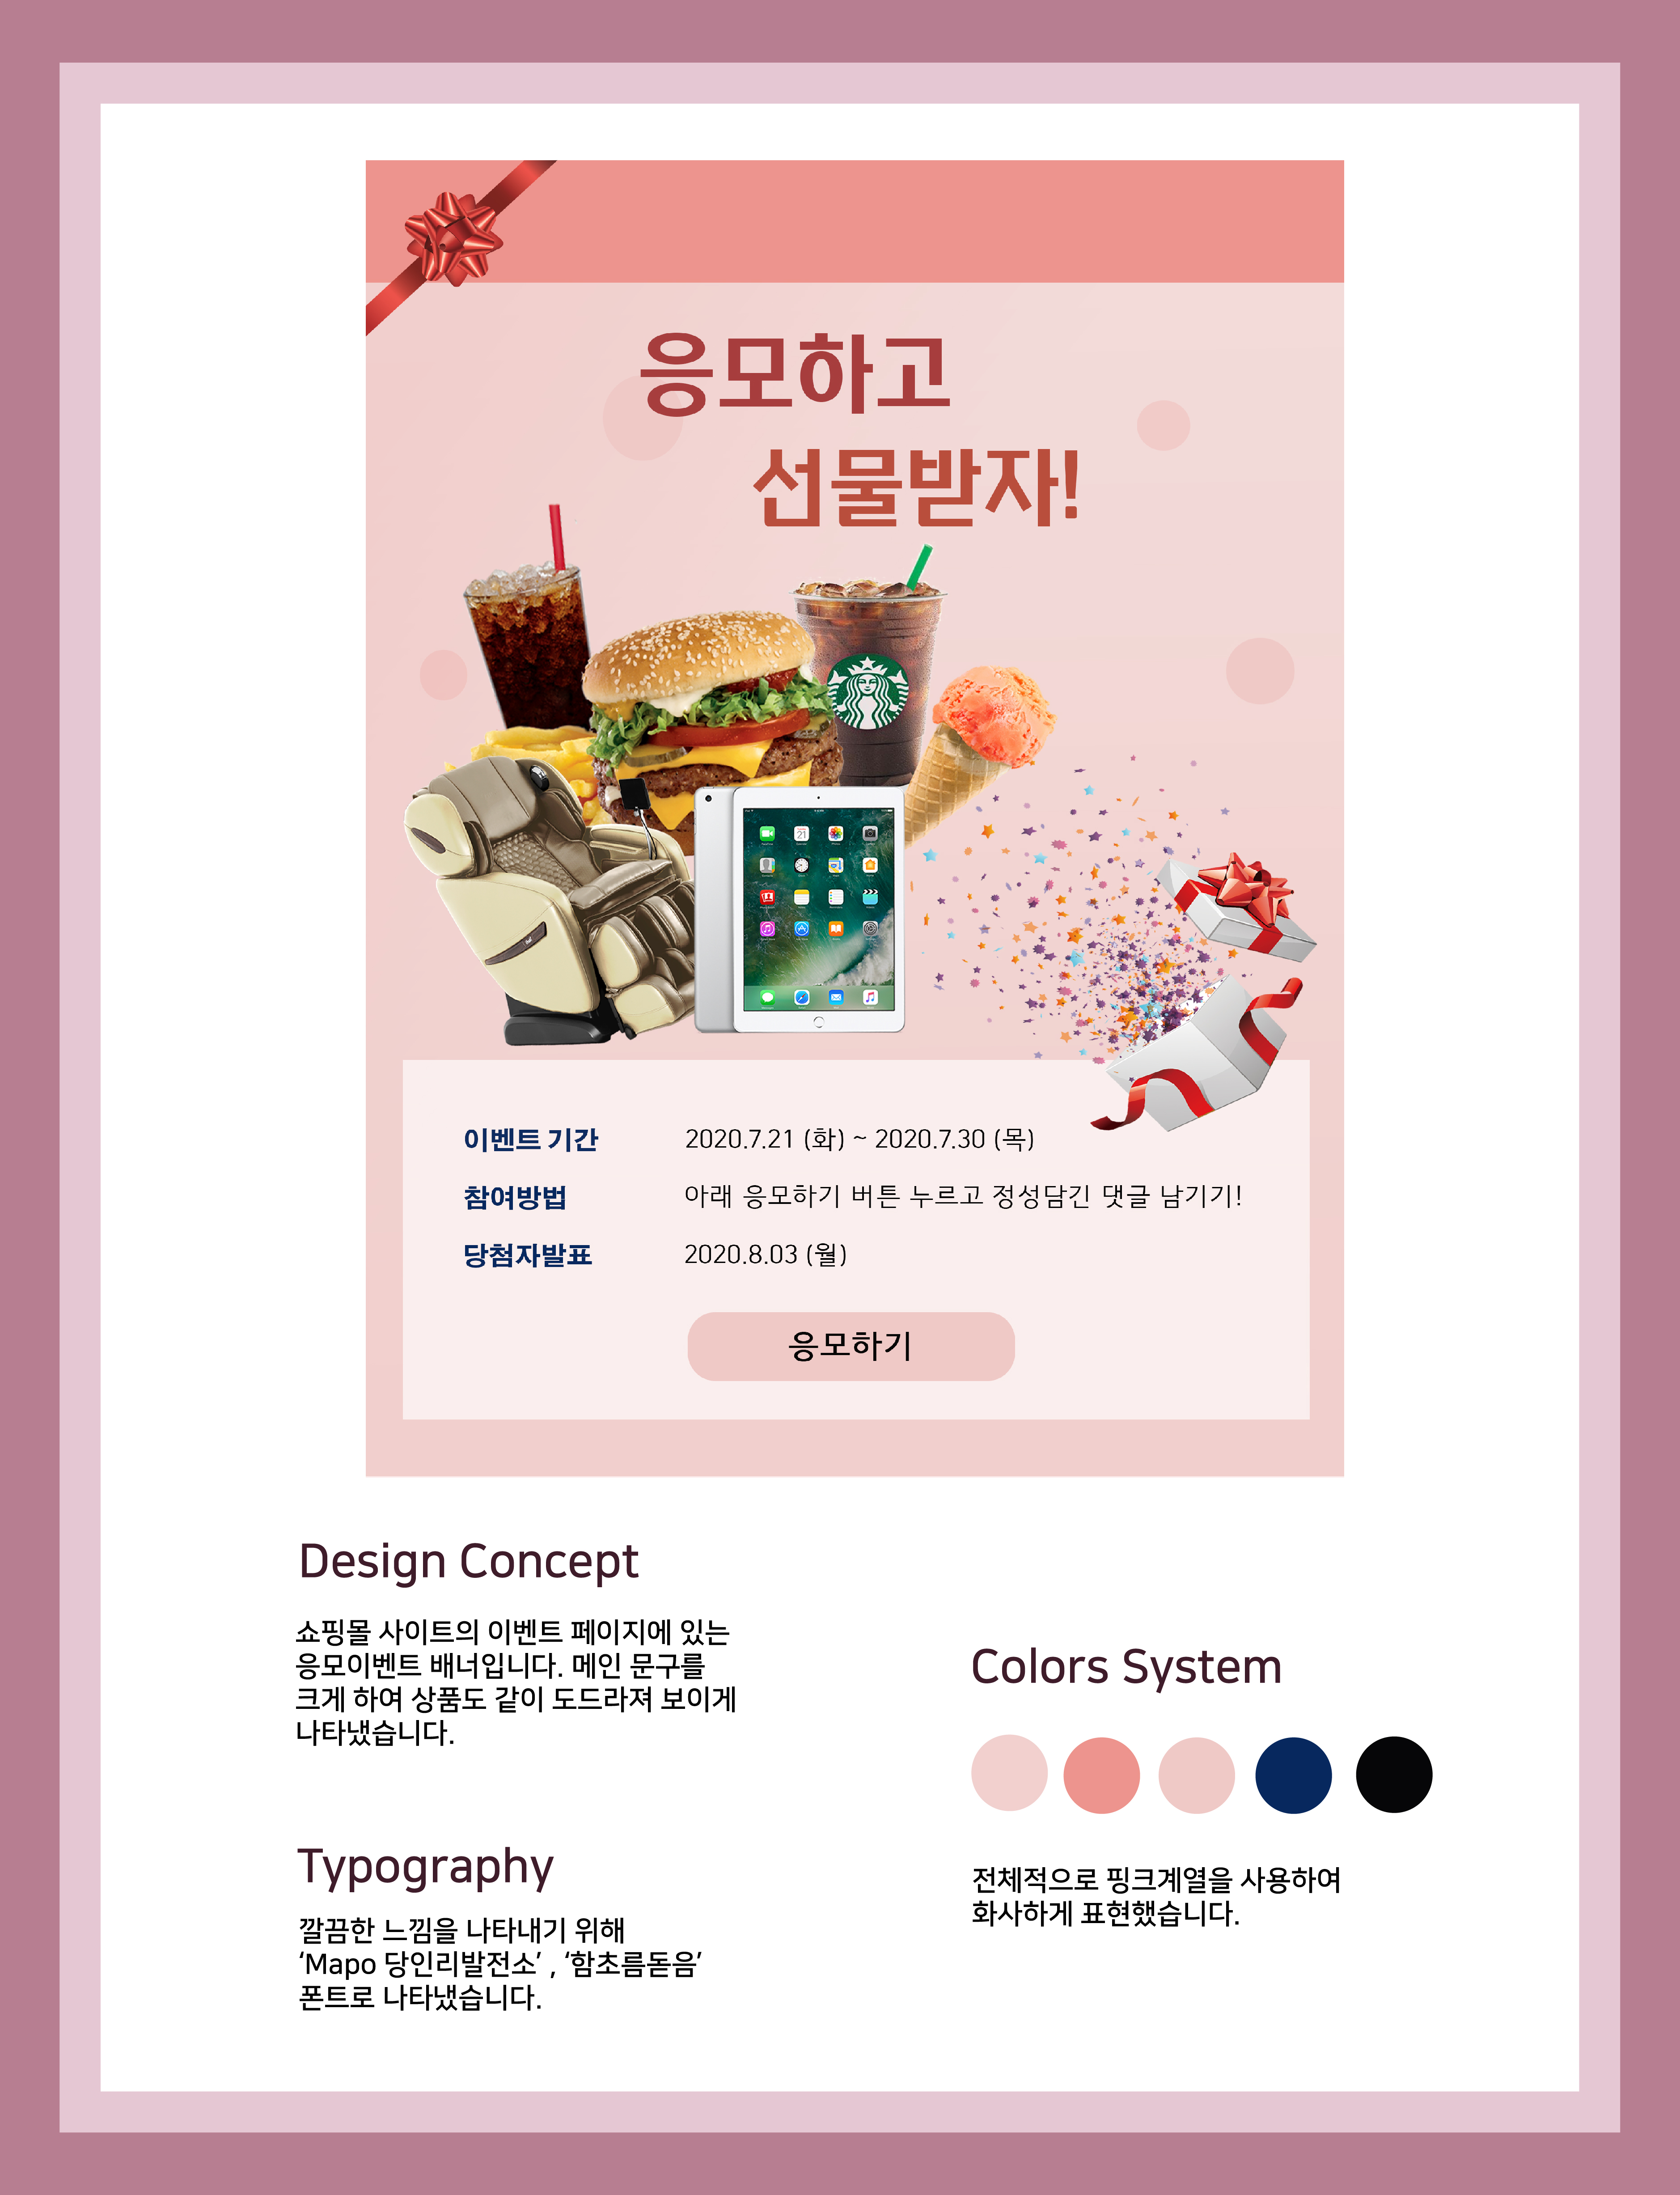 응모하고
선물받자!
이벤트 기간 2020.7.21 (화) ~ 2020.7.30 (목)
참여방법 아래 응모하기 버튼 누르고 정성담긴 댓글 남기기!
당첨자발표 2020.8.03 (월)
응모하기
Design Concept
쇼핑몰 사이트의 이벤트 페이지에 있는
응모이벤트 배너입니다. 메인 문구를
크게 하여 상품도 같이 도드라져 보이게
나타냈습니다.
Typography
깔끔한 느낌을 나타내기 위해
‘Mapo 당인리발전소’ , ‘함초름돋음’
폰트로 나타냈습니다.
Colors System
전체적으로 핑크계열을 사용하여
화사하게 표현했습니다.